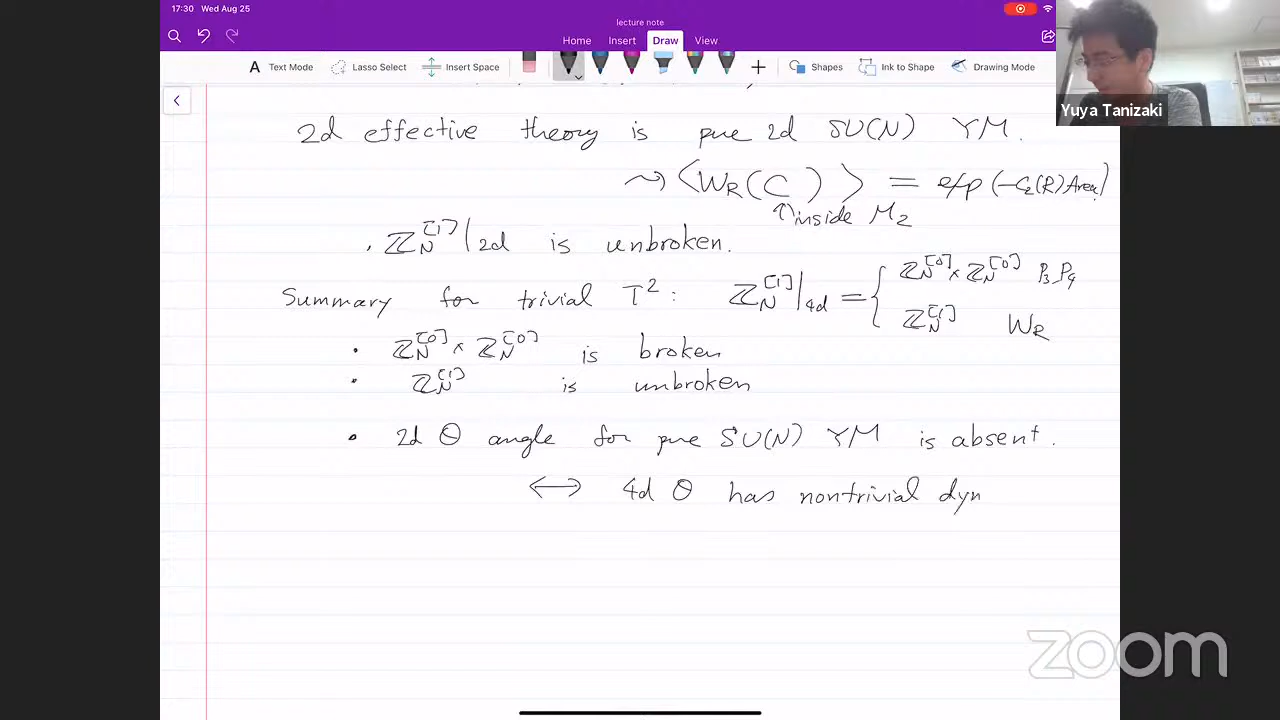 17:30 Wed Aug 25
lecture note
Home Insert Draw View
Text Mode Lasso Select Insert Space Shapes Ink to Shape Drawing Mode
Yuya Tanizaki
2d effective theory is pure 2d SU(N) YM.
⇝ ⟨W_R(C)⟩ = exp(-C₂(R) Area)
↑ inside M₂
· ℤ_N^[1]|_2d is unbroken.
Summary for trivial T²: ℤ_N^[1]|_4d = { ℤ_N^[0] × ℤ_N^[0] P₃, P₄
ℤ_N^[1] W_R
· ℤ_N^[0] × ℤ_N^[0] is broken
· ℤ_N^[1] is unbroken
· 2d θ angle for pure SU(N) YM is absent.
⟷ 4d θ has nontrivial dyn
zoom